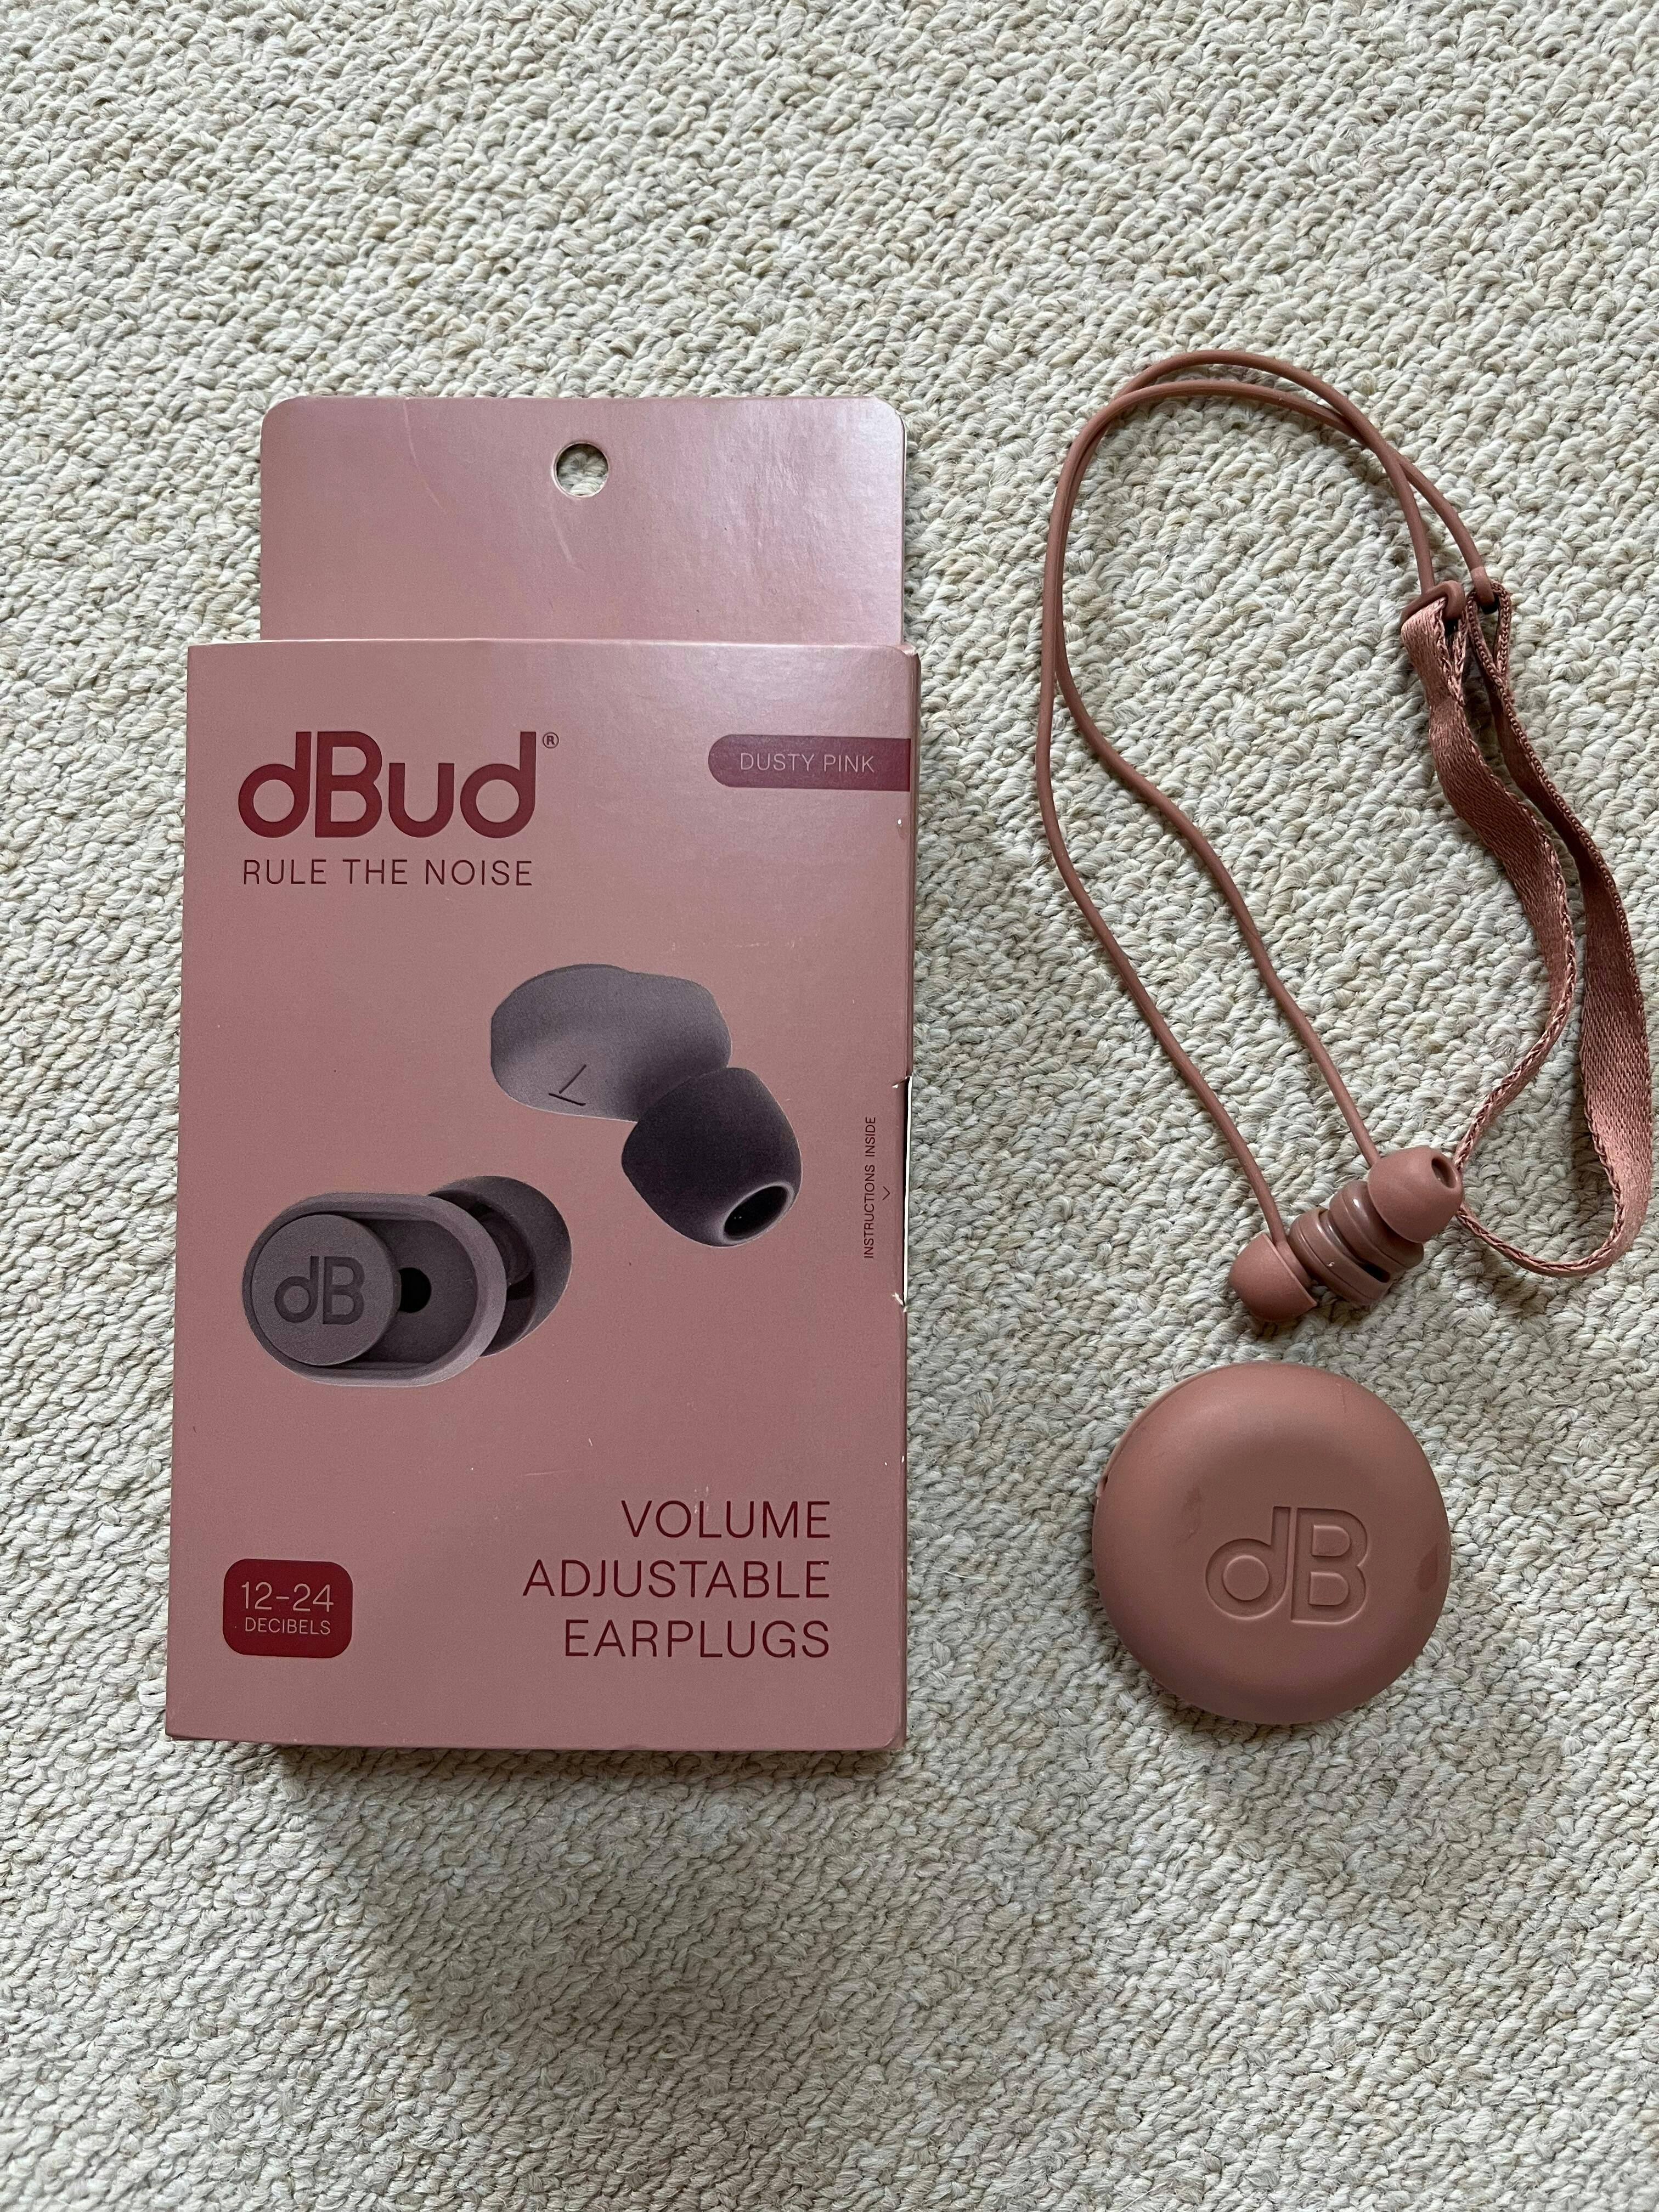 dBud®
RULE THE NOISE
DUSTY PINK
L
dB
INSTRUCTIONS INSIDE
VOLUME
ADJUSTABLE
EARPLUGS
12-24
DECIBELS
dB